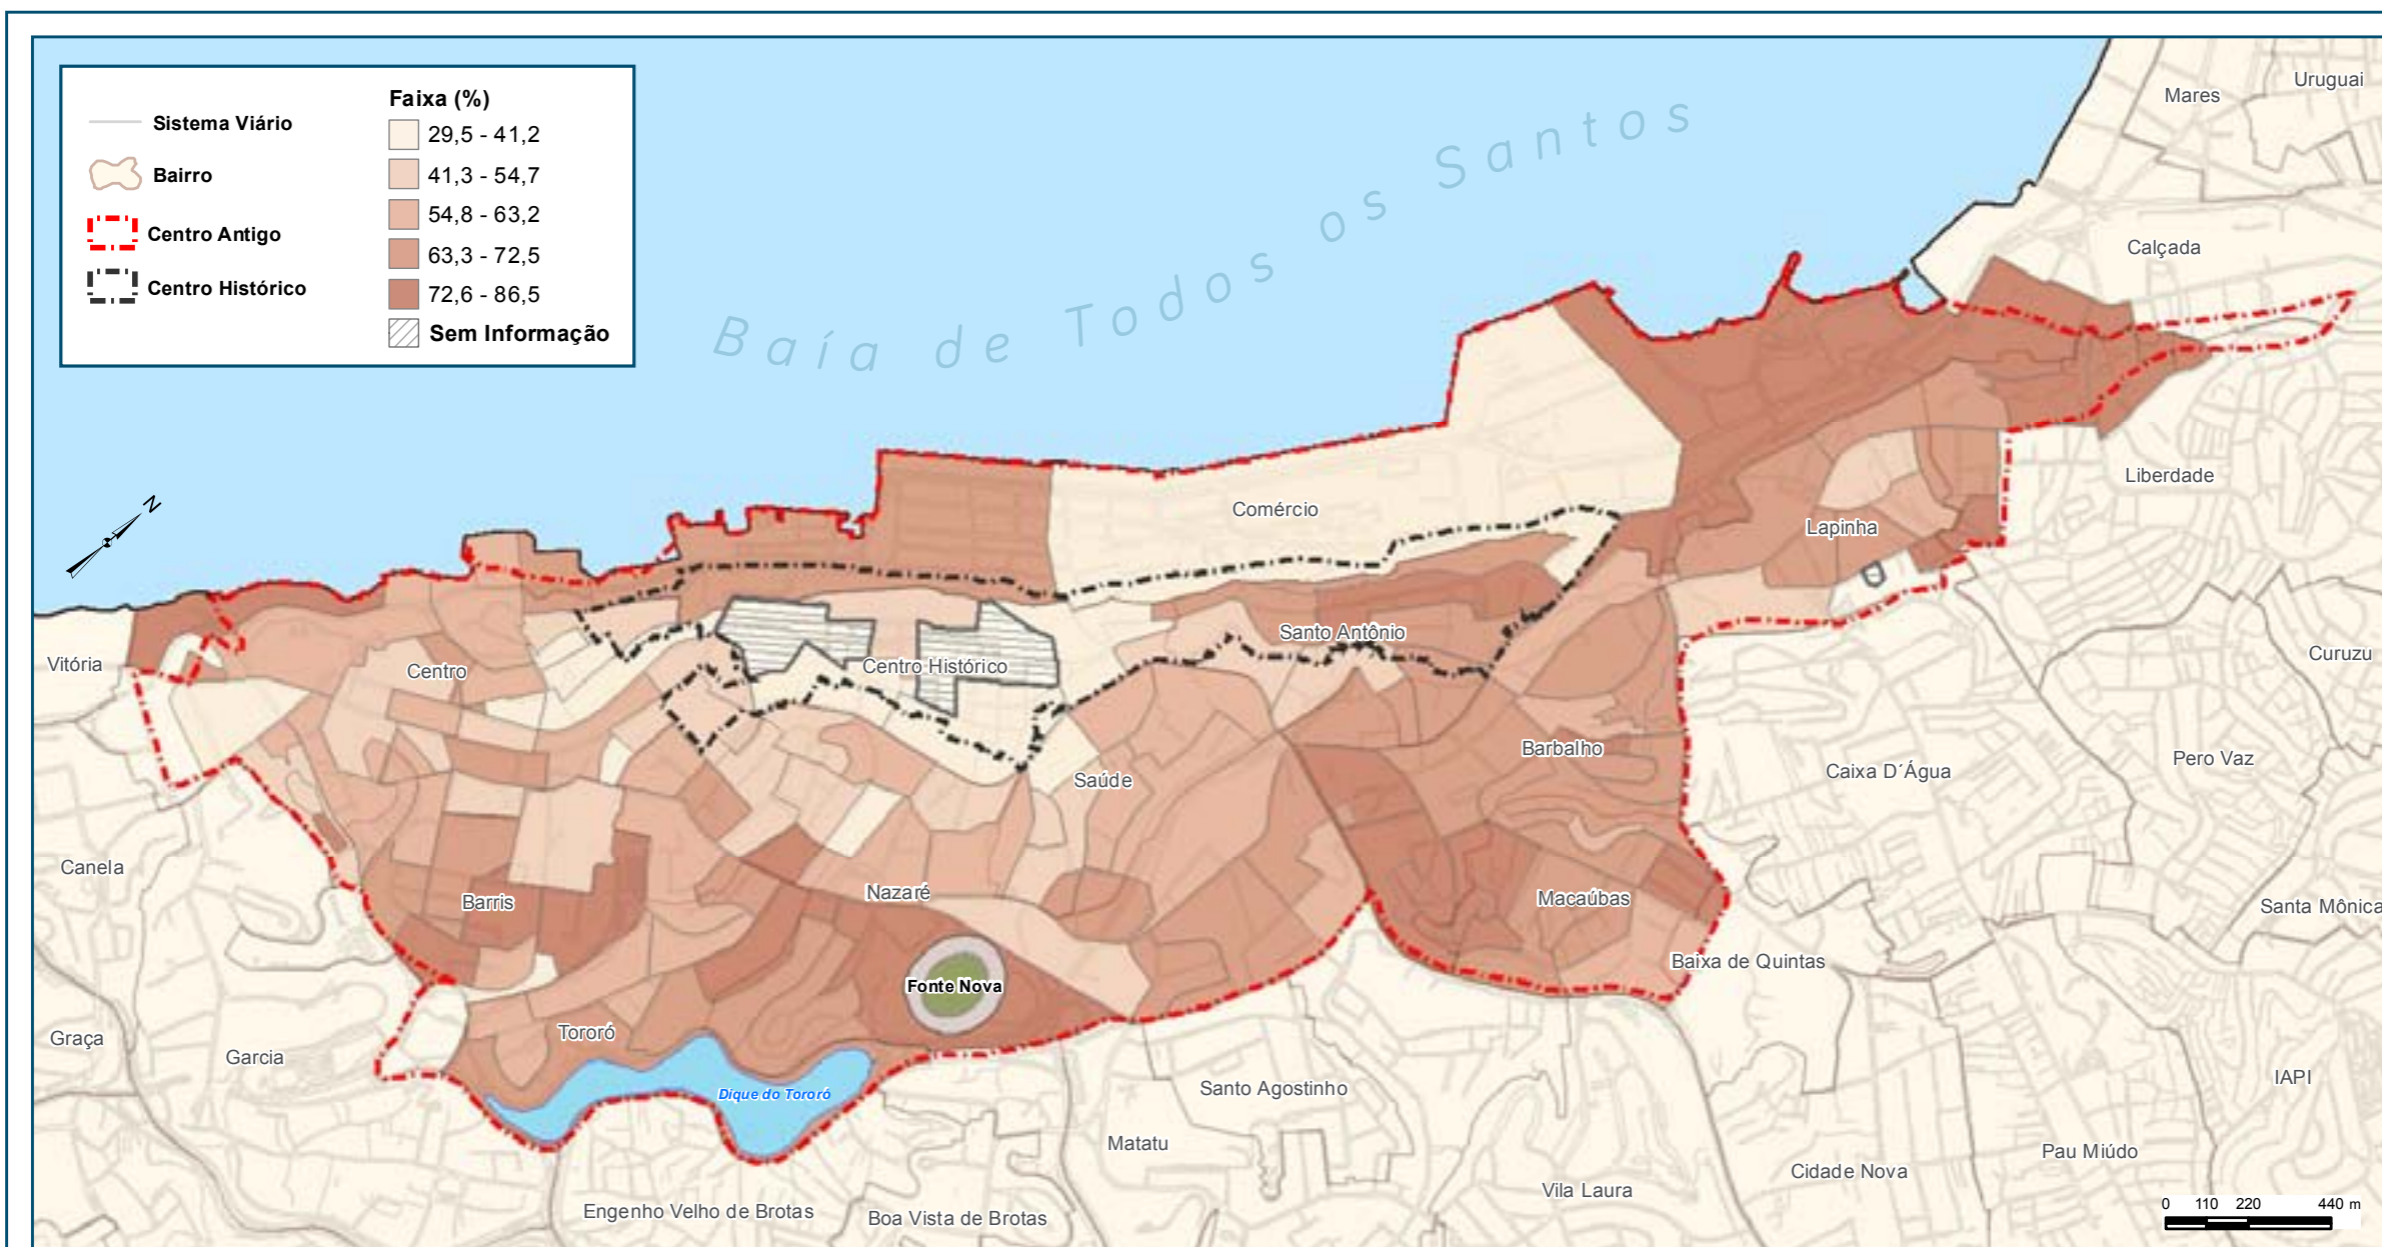 Sistema Viário
Bairro
Centro Antigo
Centro Histórico
Faixa (%)
29,5 - 41,2
41,3 - 54,7
54,8 - 63,2
63,3 - 72,5
72,6 - 86,5
Sem Informação
Baía de Todos os Santos
N
Uruguai
Mares
Calçada
Liberdade
Comércio
Lapinha
Santo Antônio
Vitória
Centro
Centro Histórico
Curuzu
Saúde
Barbalho
Caixa D´Água
Pero Vaz
Canela
Barris
Nazaré
Macaúbas
Santa Mônica
Baixa de Quintas
Fonte Nova
Graça
Garcia
Tororó
Dique do Tororó
Santo Agostinho
IAPI
Matatu
Pau Miúdo
Cidade Nova
Vila Laura
Engenho Velho de Brotas
Boa Vista de Brotas
0 110 220 440 m